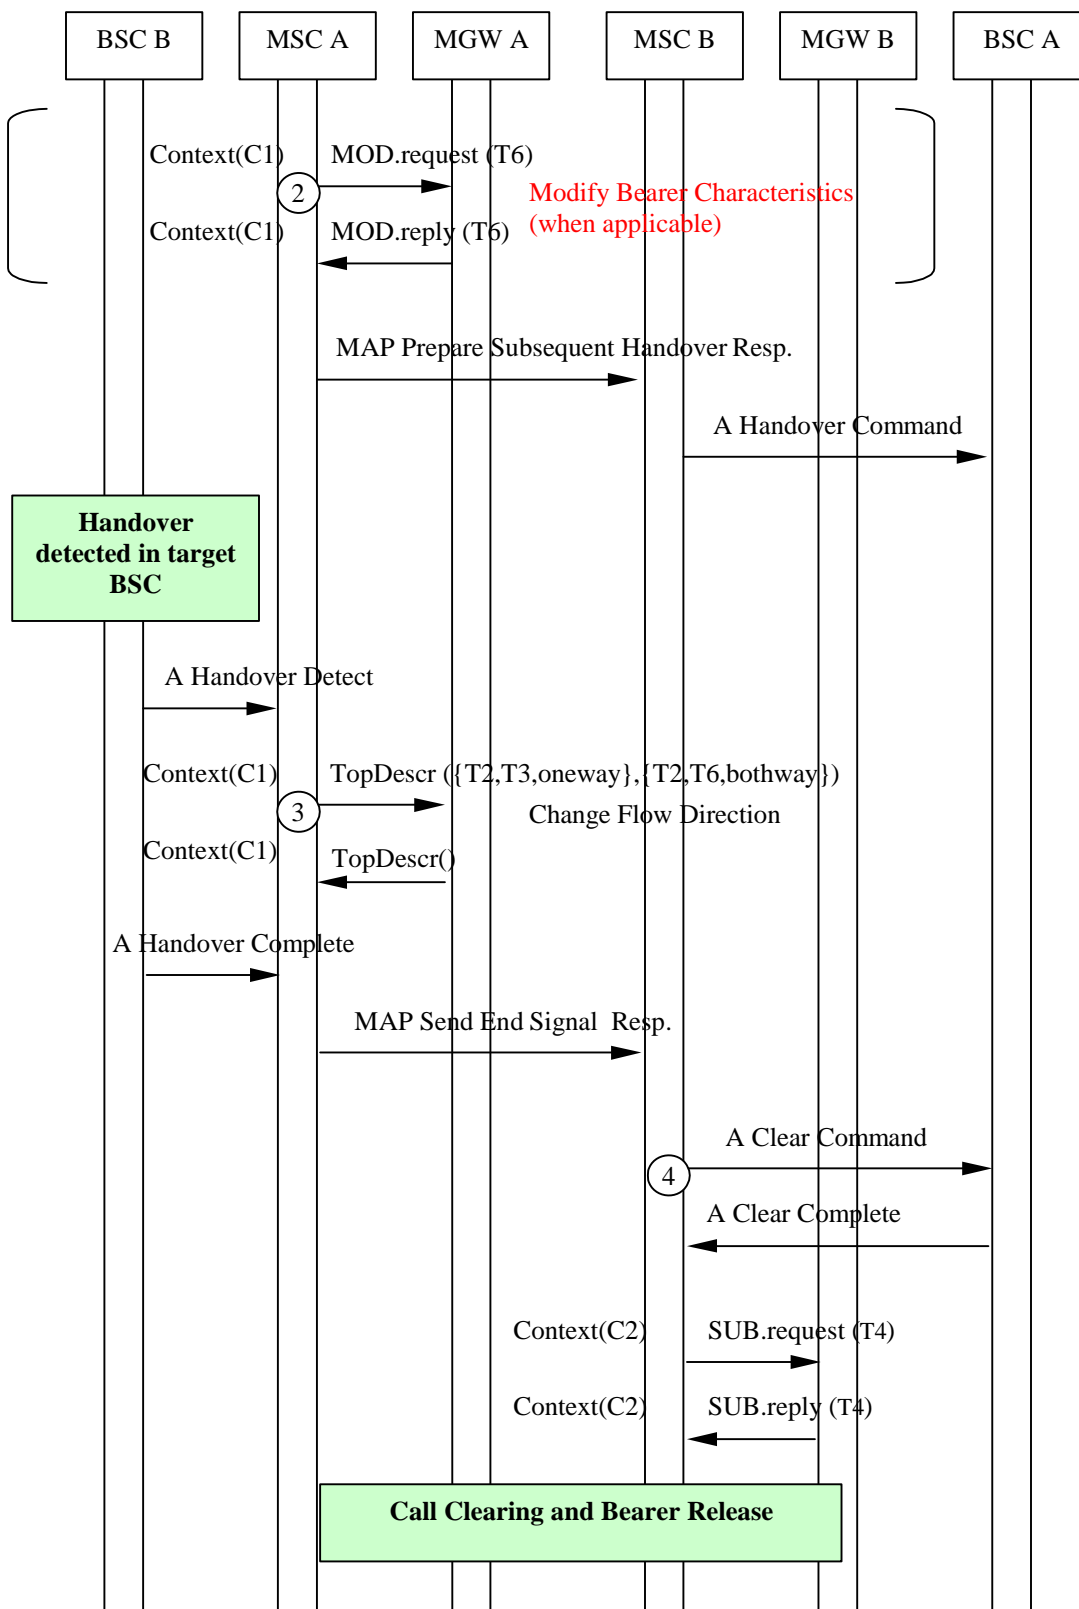 BSC B
MSC A
MGW A
MSC B
MGW B
BSC A
Context(C1)
MOD.request (T6)
2
Modify Bearer Characteristics
(when applicable)
Context(C1)
MOD.reply (T6)
MAP Prepare Subsequent Handover Resp.
A Handover Command
Handover
detected in target
BSC
A Handover Detect
Context(C1)
TopDescr ({T2,T3,oneway},{T2,T6,bothway})
3
Change Flow Direction
Context(C1)
TopDescr()
A Handover Complete
MAP Send End Signal Resp.
A Clear Command
4
A Clear Complete
Context(C2)
SUB.request (T4)
Context(C2)
SUB.reply (T4)
Call Clearing and Bearer Release